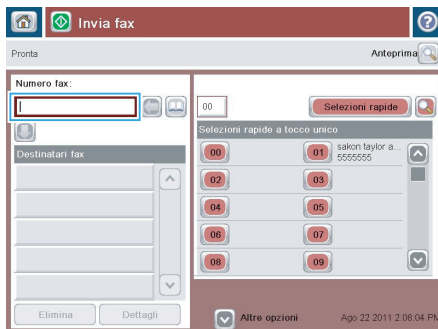 Invia fax
Pronta
Anteprima
Numero fax:
00
Selezioni rapide
Selezioni rapide a tocco unico
Destinatari fax
00
01 sakon taylor a...
5555555
02
03
04
05
06
07
08
09
Elimina
Dettagli
Altre opzioni
Ago 22 2011 2:08:04 PM